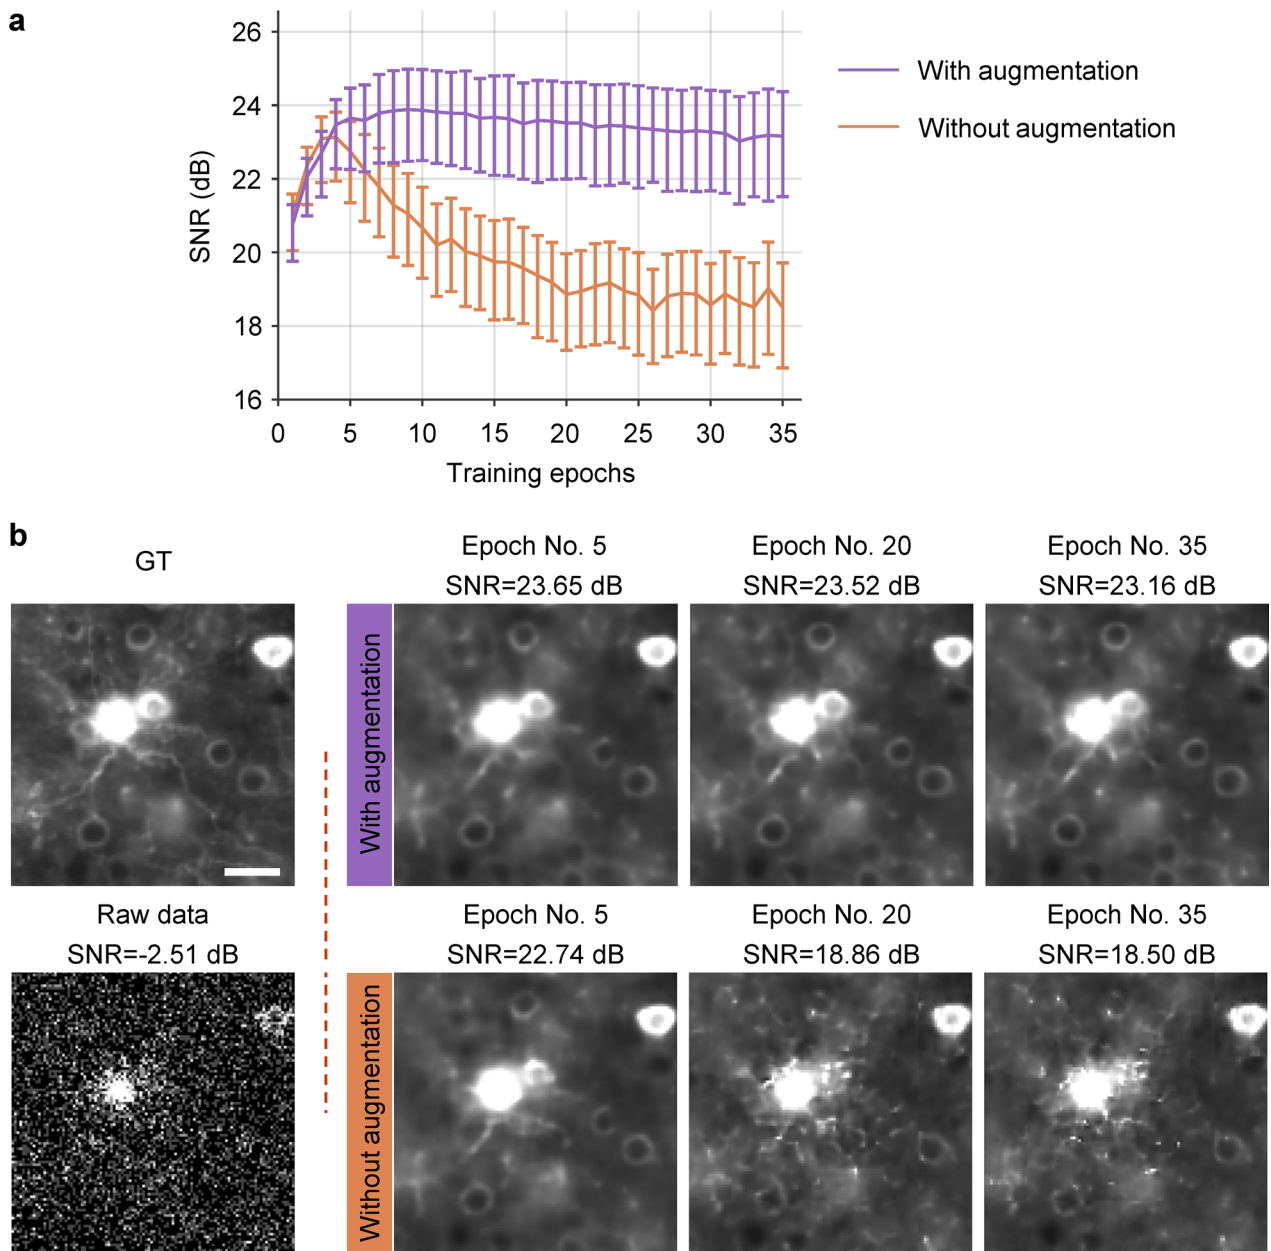 a
26
24
22
20
18
16
SNR (dB)
0 5 10 15 20 25 30 35
Training epochs
With augmentation
Without augmentation
b
GT
Epoch No. 5
SNR=23.65 dB
Epoch No. 20
SNR=23.52 dB
Epoch No. 35
SNR=23.16 dB
With augmentation
Raw data
SNR=-2.51 dB
Epoch No. 5
SNR=22.74 dB
Epoch No. 20
SNR=18.86 dB
Epoch No. 35
SNR=18.50 dB
Without augmentation